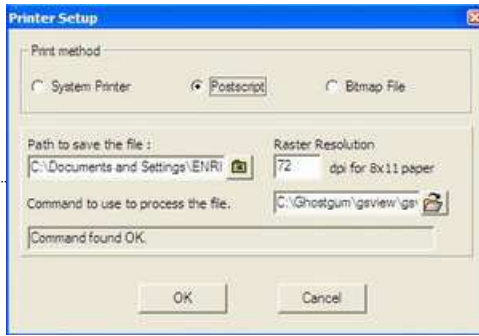 Printer Setup
Print method
System Printer
Postscript
Bitmap File
Path to save the file :
Raster Resolution
C:\Documents and Settings\ENRI
72
dpi for 8x11 paper
Command to use to process the file.
C:\Ghostgum\gsview\gsv
Command found OK.
OK
Cancel